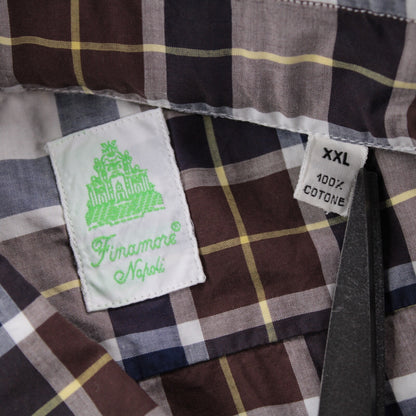 Finamore®
Napoli
XXL
100%
COTONE